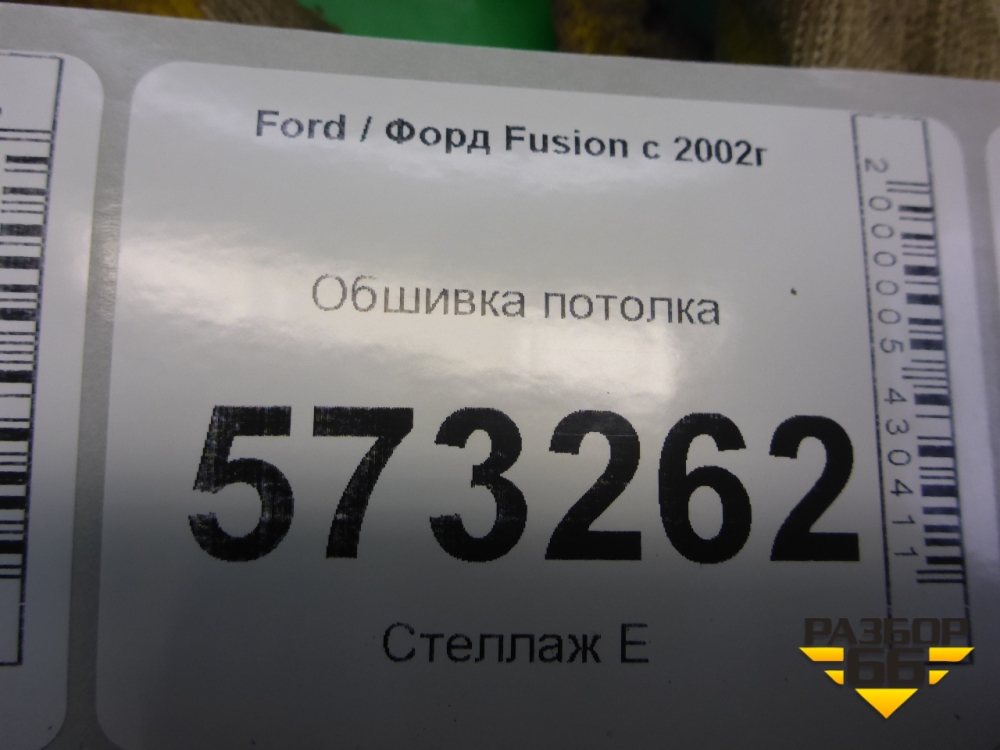 Ford / Форд Fusion с 2002г
Обшивка потолка
573262
Стеллаж Е
2000005430411
РАЗБОР
66